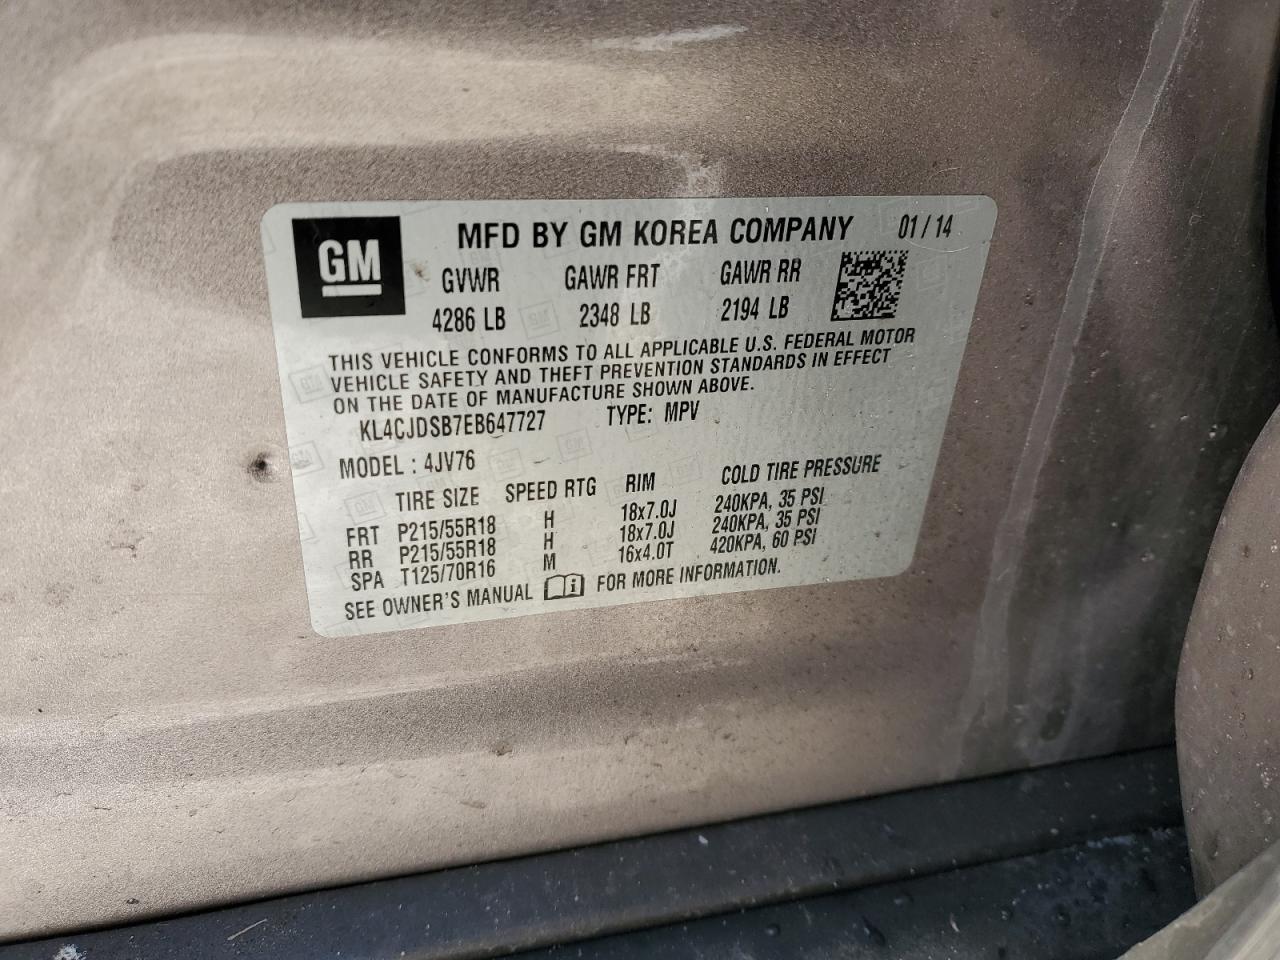 GM
MFD BY GM KOREA COMPANY 01/14
GVWR GAWR FRT GAWR RR
4286 LB 2348 LB 2194 LB
THIS VEHICLE CONFORMS TO ALL APPLICABLE U.S. FEDERAL MOTOR
VEHICLE SAFETY AND THEFT PREVENTION STANDARDS IN EFFECT
ON THE DATE OF MANUFACTURE SHOWN ABOVE.
KL4CJDSB7EB647727 TYPE: MPV
MODEL : 4JV76
TIRE SIZE SPEED RTG RIM COLD TIRE PRESSURE
FRT P215/55R18 H 18x7.0J 240KPA, 35 PSI
RR P215/55R18 H 18x7.0J 240KPA, 35 PSI
SPA T125/70R16 M 16x4.0T 420KPA, 60 PSI
SEE OWNER'S MANUAL FOR MORE INFORMATION.